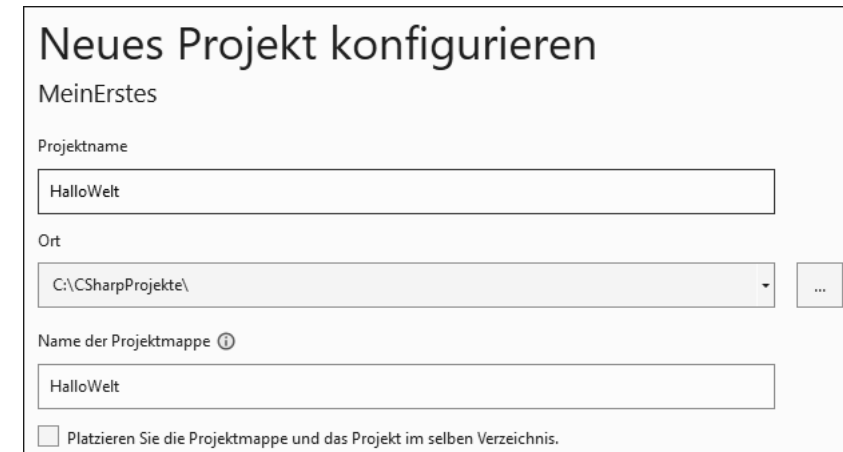 Neues Projekt konfigurieren
MeinErstes
Projektname
HalloWelt
Ort
C:\CSharpProjekte\
...
Name der Projektmappe
HalloWelt
Platzieren Sie die Projektmappe und das Projekt im selben Verzeichnis.